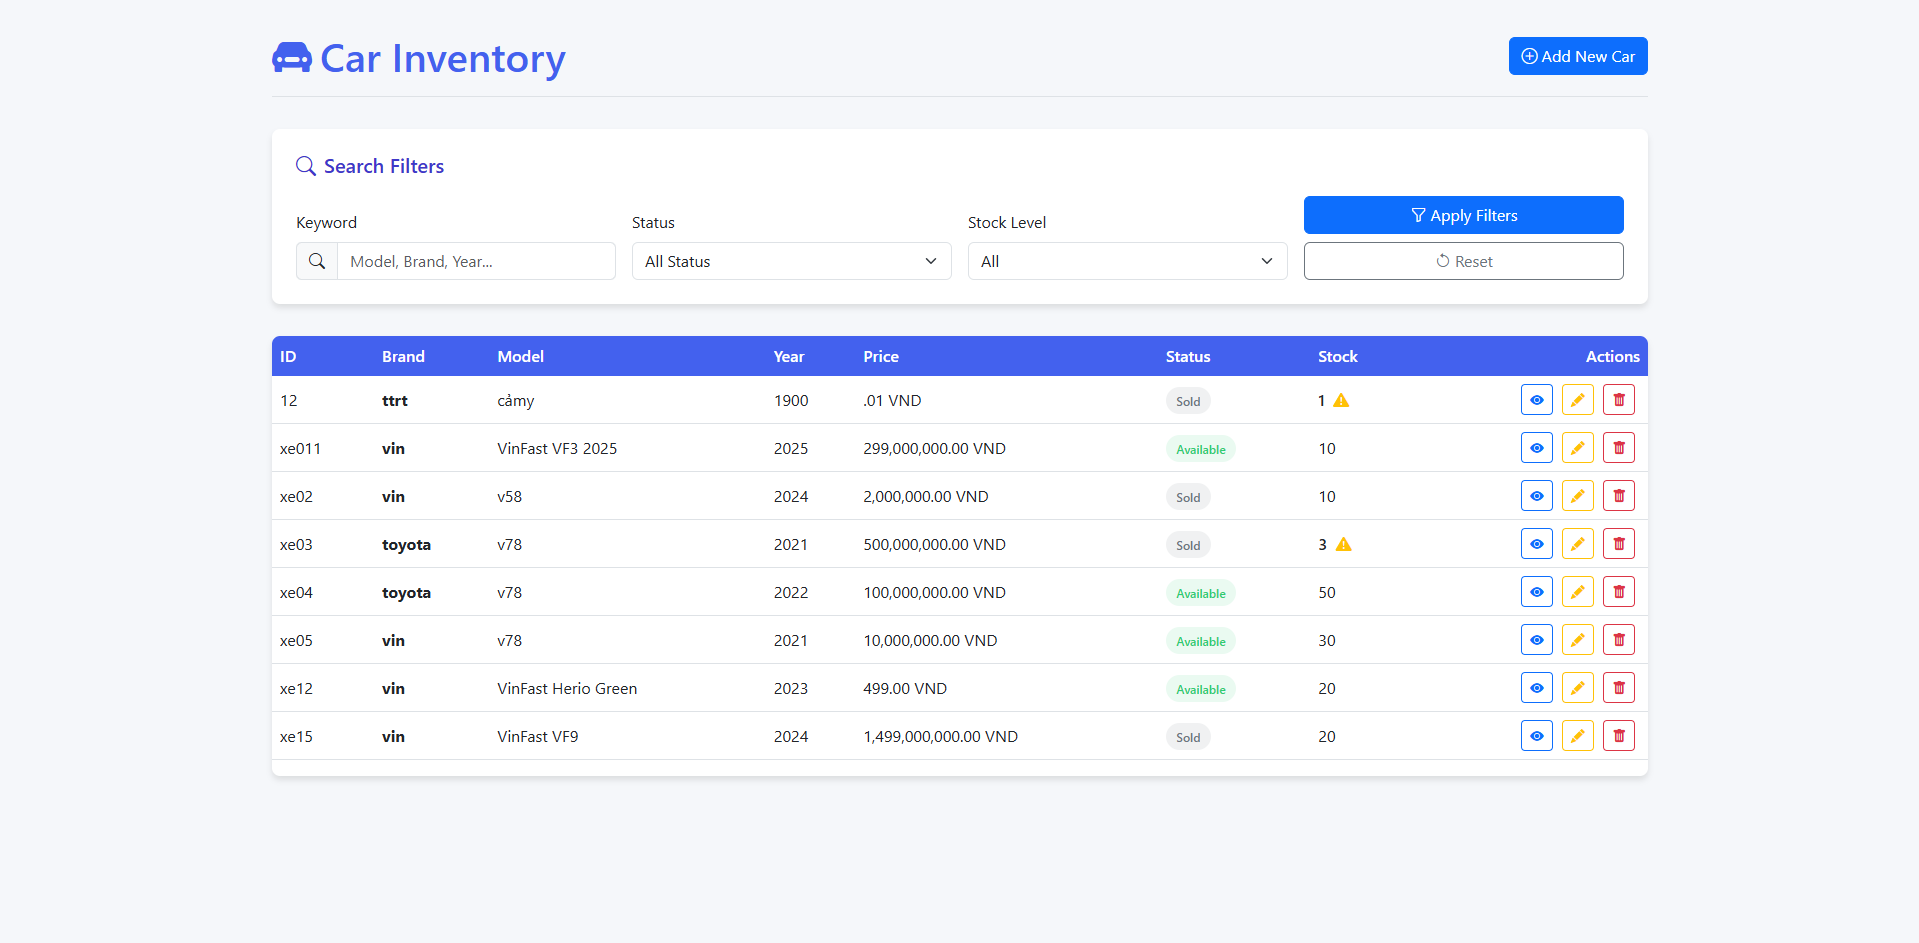 Car Inventory
Add New Car
Search Filters
Keyword Status Stock Level
Apply Filters
Model, Brand, Year... All Status All
Reset
ID Brand Model Year Price Status Stock Actions
12 ttrt cảmy 1900 .01 VND Sold 1
xe011 vin VinFast VF3 2025 2025 299,000,000.00 VND Available 10
xe02 vin v58 2024 2,000,000.00 VND Sold 10
xe03 toyota v78 2021 500,000,000.00 VND Sold 3
xe04 toyota v78 2022 100,000,000.00 VND Available 50
xe05 vin v78 2021 10,000,000.00 VND Available 30
xe12 vin VinFast Herio Green 2023 499.00 VND Available 20
xe15 vin VinFast VF9 2024 1,499,000,000.00 VND Sold 20